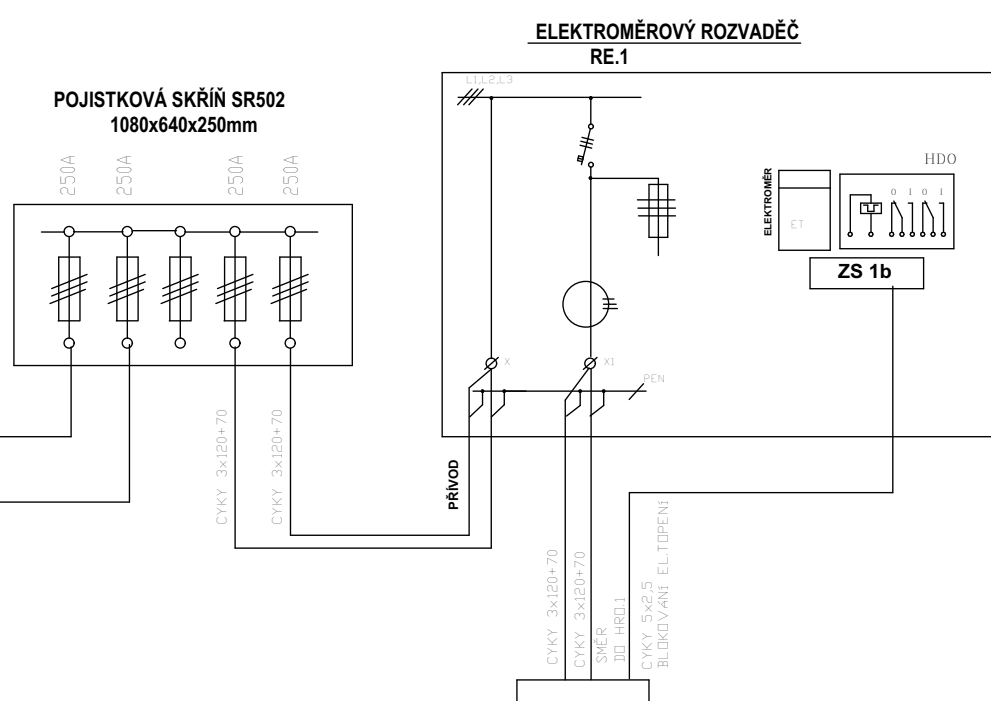 ELEKTROMĚROVÝ ROZVADĚČ
RE.1
POJISTKOVÁ SKŘÍŇ SR502
1080x640x250mm
250A
250A
250A
250A
L1,L2,L3
HDO
ELEKTROMĚR
ET
0 1 0 1
ZS 1b
X
X1
PEN
CYKY 3x120+70
CYKY 3x120+70
PŘÍVOD
CYKY 3x120+70
CYKY 3x120+70
SMĚR
DO HRO.1
CYKY 5x2,5
BLOKOVÁNÍ EL.TOPENÍ